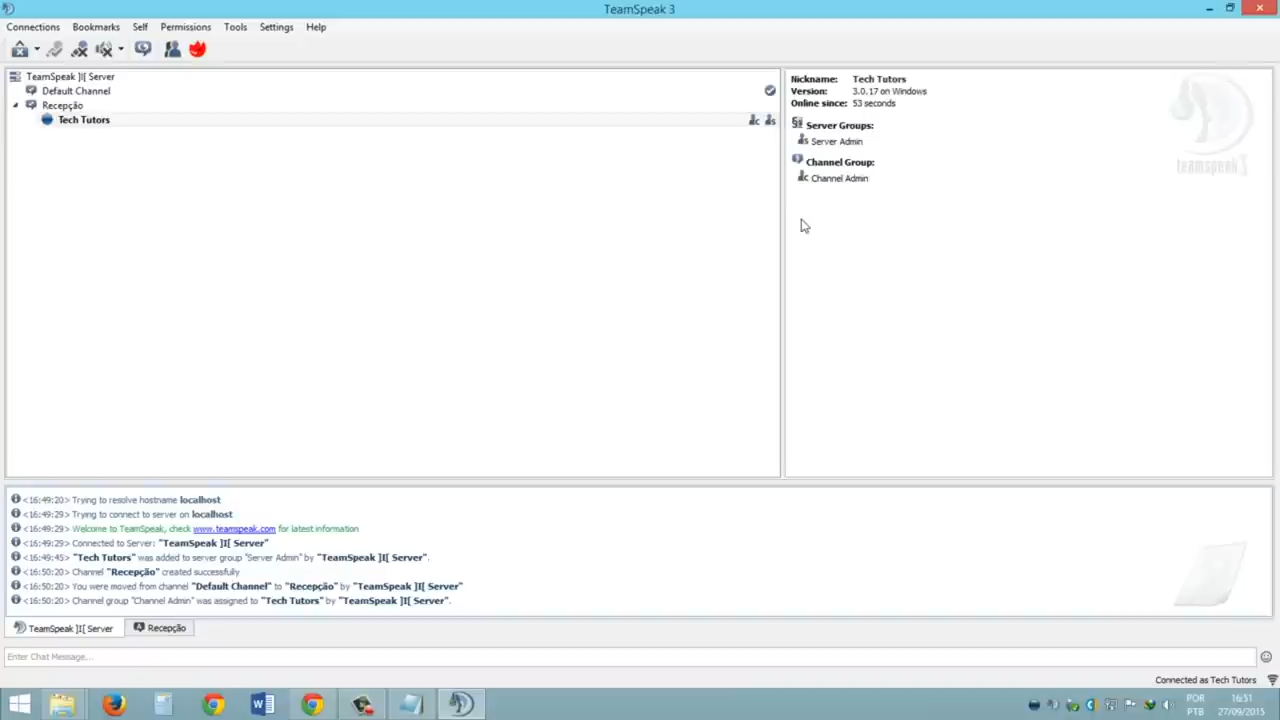 TeamSpeak 3
Connections Bookmarks Self Permissions Tools Settings Help
TeamSpeak ]I[ Server
Default Channel
Recepção
Tech Tutors
Nickname: Tech Tutors
Version: 3.0.17 on Windows
Online since: 53 seconds
Server Groups:
Server Admin
Channel Group:
Channel Admin
teamspeak 3
<16:49:20> Trying to resolve hostname localhost
<16:49:20> Trying to connect to server on localhost
<16:49:29> Welcome to TeamSpeak, check www.teamspeak.com for latest information
<16:49:29> Connected to Server: "TeamSpeak ]I[ Server"
<16:49:45> "Tech Tutors" was added to server group "Server Admin" by "TeamSpeak ]I[ Server".
<16:50:20> Channel "Recepção" created successfully
<16:50:20> You were moved from channel "Default Channel" to "Recepção" by "TeamSpeak ]I[ Server"
<16:50:20> Channel group "Channel Admin" was assigned to "Tech Tutors" by "TeamSpeak ]I[ Server".
TeamSpeak ]I[ Server Recepção
Enter Chat Message...
Connected as Tech Tutors
POR 16:51
PTB 27/09/2015